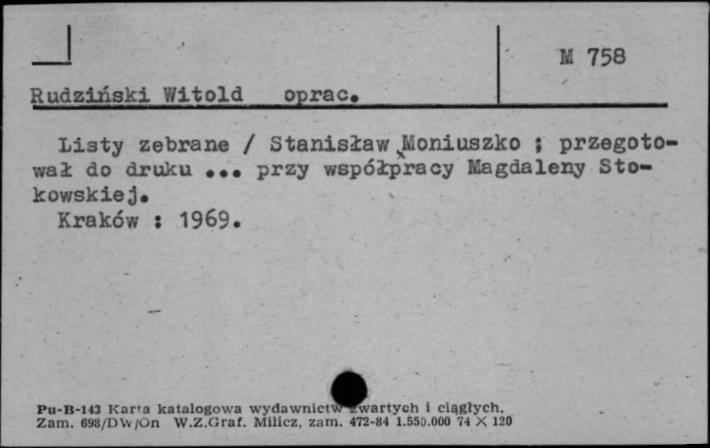 M 758
Rudziński Witold oprac.
Listy zebrane / Stanisław Moniuszko ; przegoto-
wał do druku ... przy współpracy Magdaleny Sto-
kowskiej.
Kraków : 1969.
Pu-B-143 Karta katalogowa wydawnictw zwartych i ciągłych.
Zam. 698/DW/On W.Z.Graf. Milicz, zam. 472-84 1.550.000 74 X 120